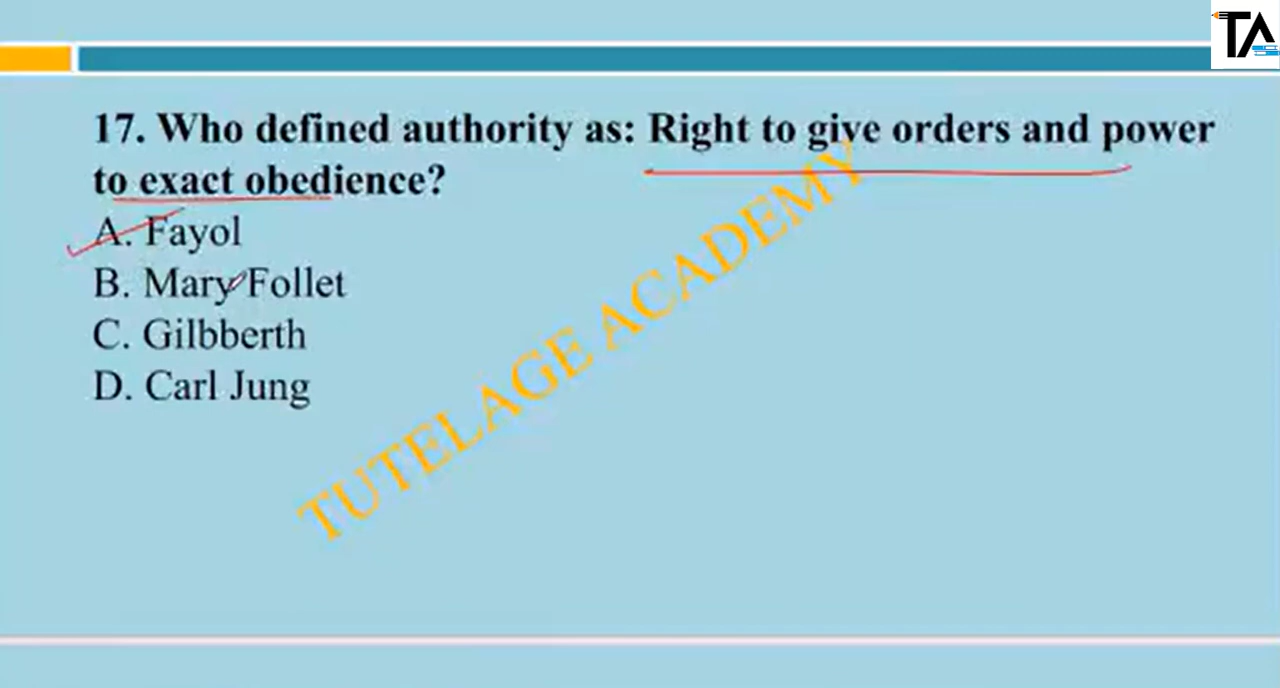 TA
17. Who defined authority as: Right to give orders and power
to exact obedience?
A. Fayol
B. Mary Follet
C. Gilbberth
D. Carl Jung
TUTELAGE ACADEMY